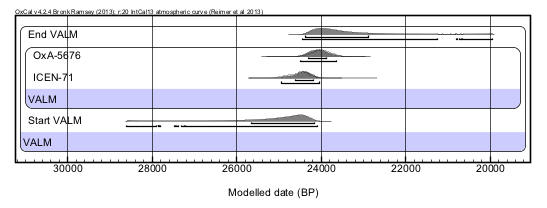 OxCal v4.2.4 Bronk Ramsey (2013); r:20 IntCal13 atmospheric curve (Reimer et al 2013)
End VALM
OxA-5676
ICEN-71
VALM
Start VALM
VALM
30000 28000 26000 24000 22000 20000
Modelled date (BP)